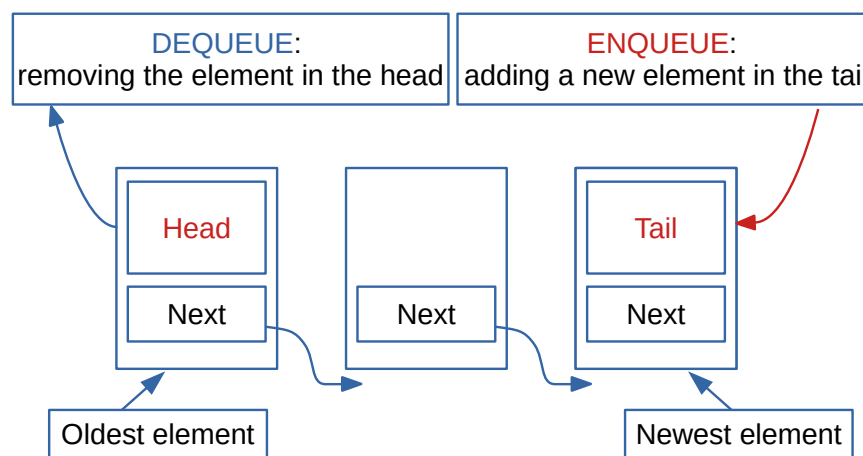 DEQUEUE:
removing the element in the head
ENQUEUE:
adding a new element in the tai
Head
Tail
Next
Next
Next
Oldest element
Newest element